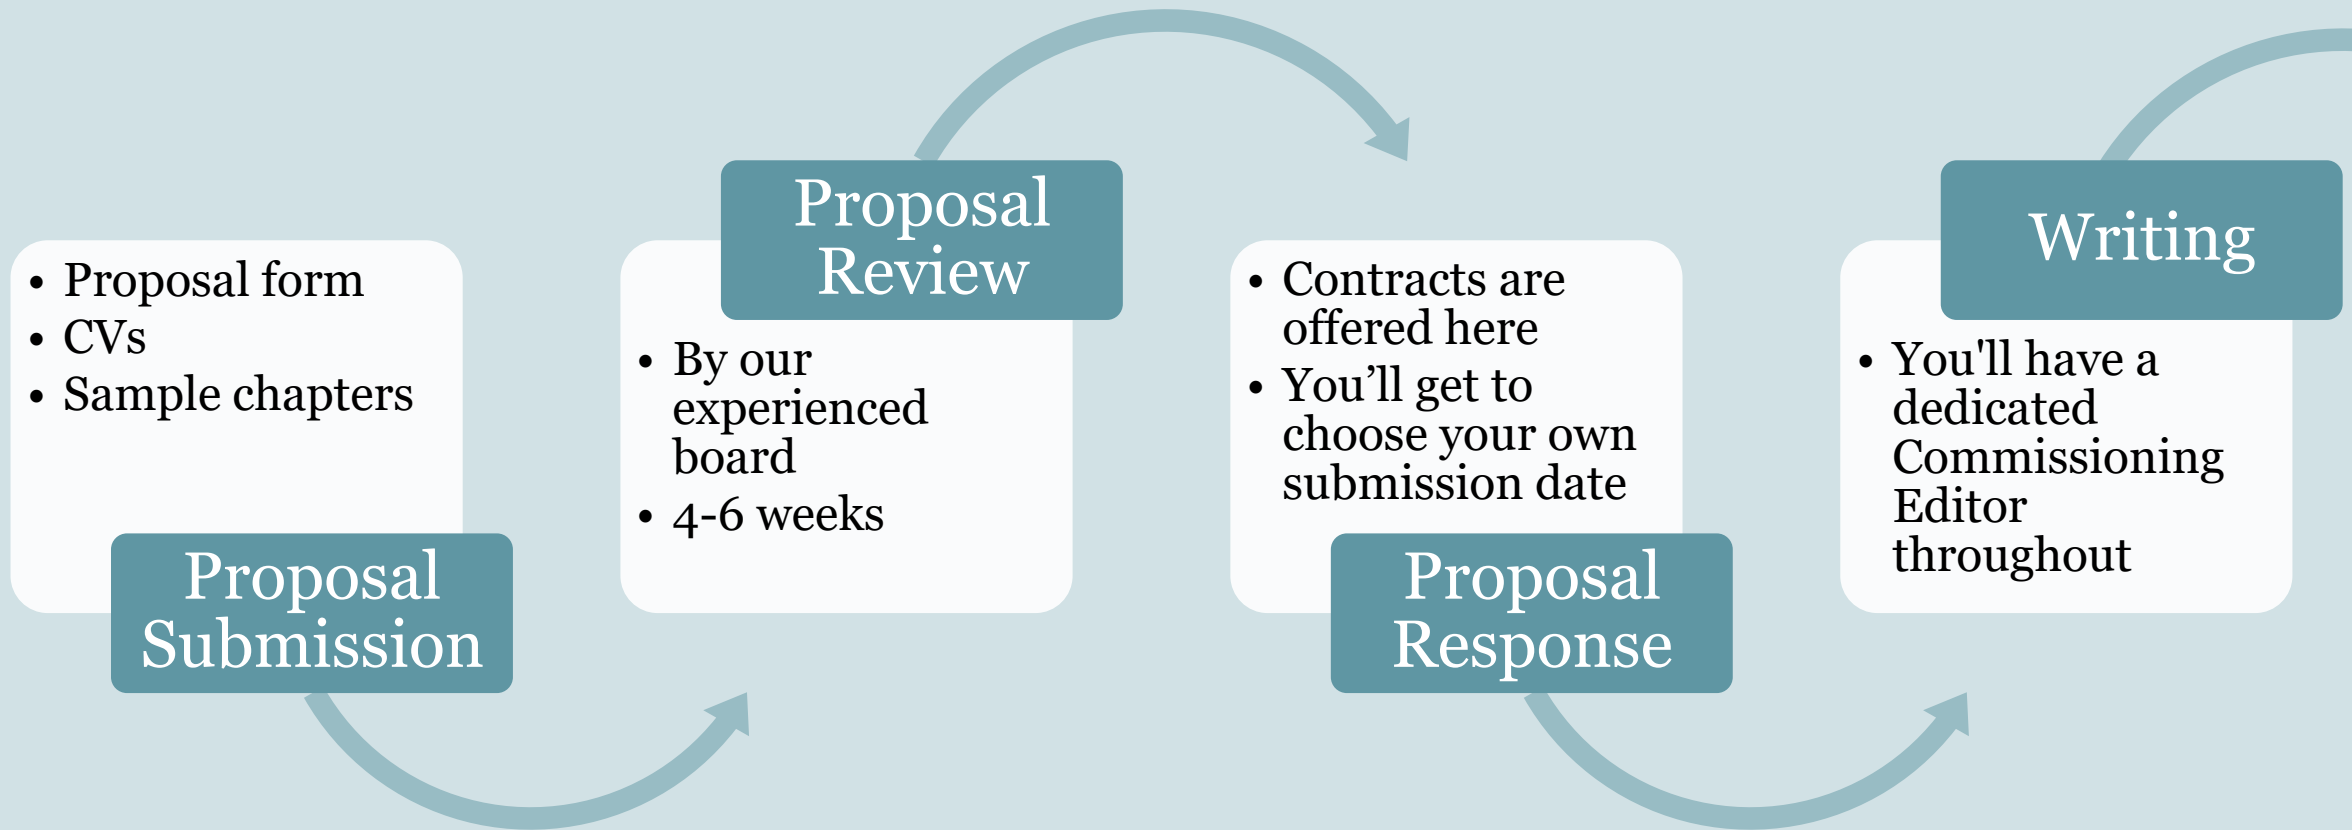 • Proposal form
• CVs
• Sample chapters
Proposal
Submission
Proposal
Review
• By our
experienced
board
• 4-6 weeks
• Contracts are
offered here
• You’ll get to
choose your own
submission date
Proposal
Response
Writing
• You'll have a
dedicated
Commissioning
Editor
throughout